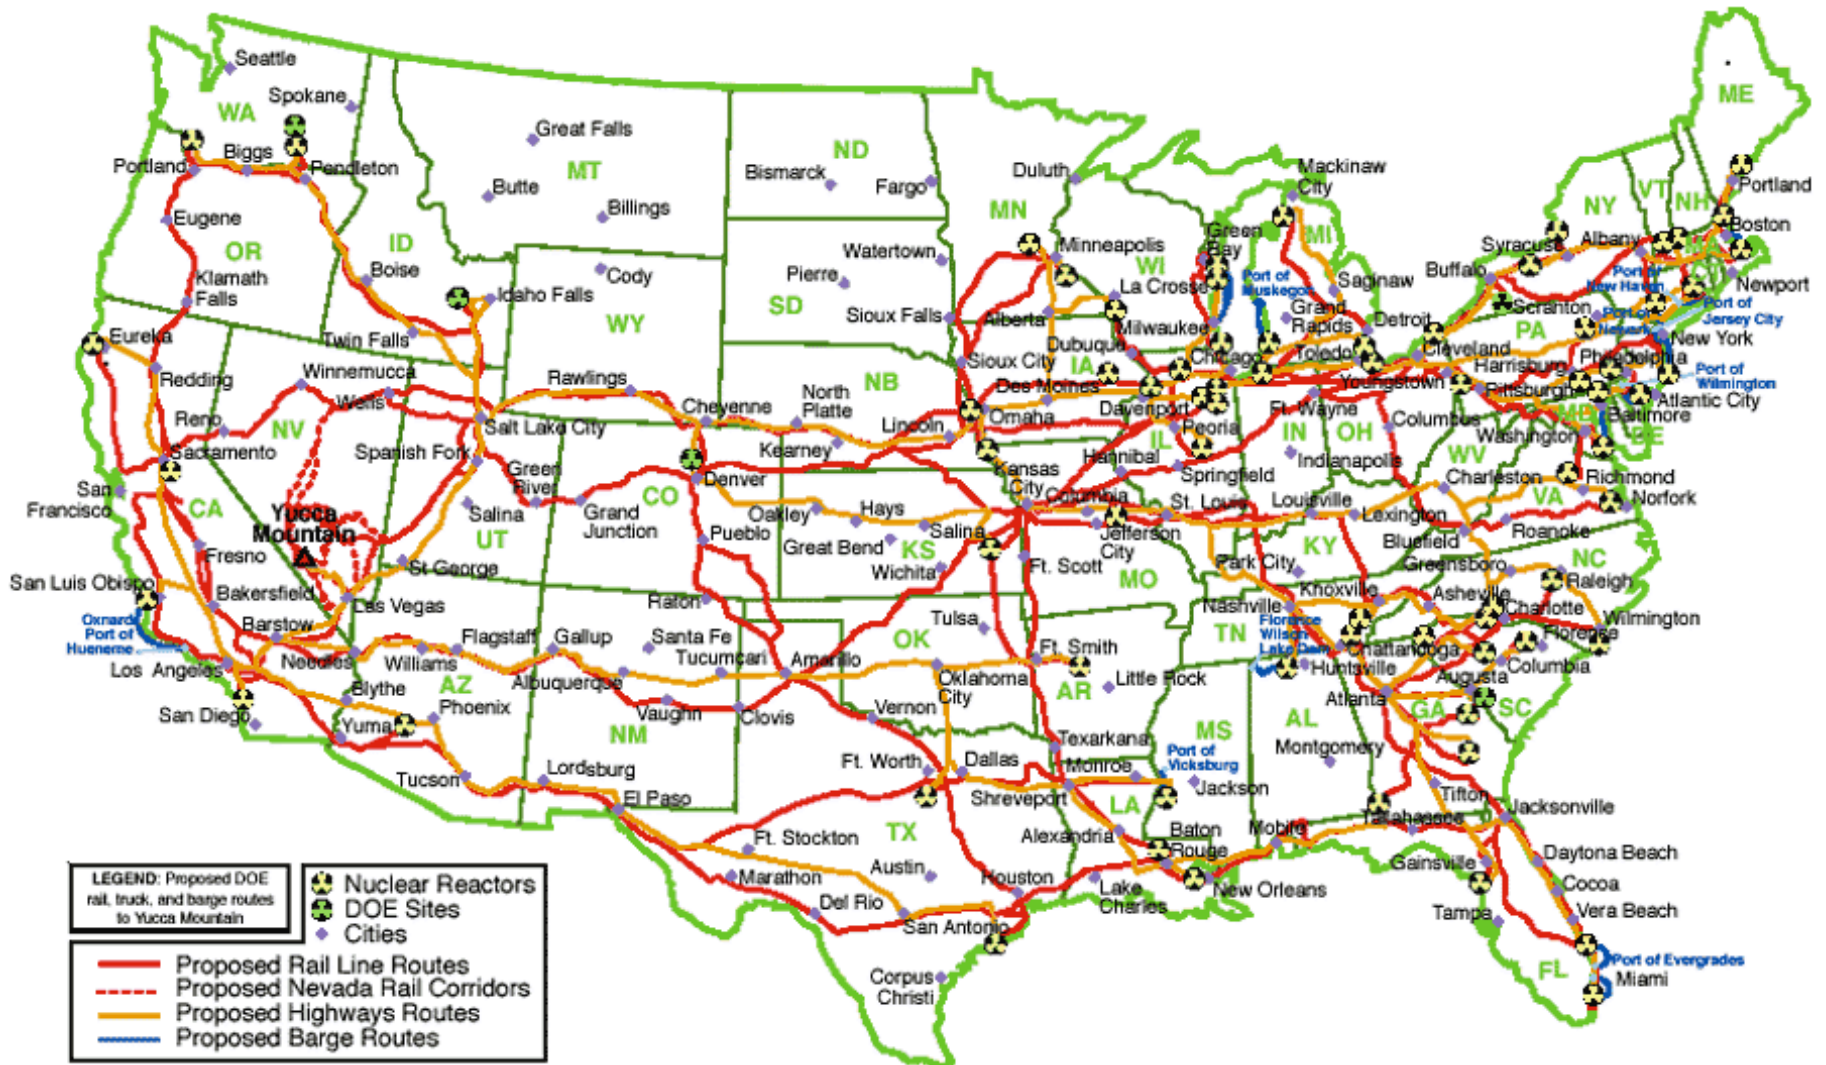 Seattle
Spokane
WA
Portland
Biggs
Pendleton
Great Falls
MT
Butte
Billings
ND
Bismarck
Fargo
Duluth
Mackinaw
City
ME
Portland
VT
NH
NY
Boston
Eugene
OR
ID
Boise
Klamath
Falls
Cody
Idaho Falls
WY
Watertown
Pierre
SD
Sioux Falls
MN
Minneapolis
WI
Green
Bay
La Crosse
MI
Port of
Muskegon
Saginaw
Grand
Rapids
Detroit
Buffalo
Syracuse
Albany
MA
CT
Port of
New Haven
Newport
Port of
Jersey City
Scranton
PA
Port of
Newark
New York
Eureka
Redding
Twin Falls
Winnemucca
Wells
Reno
NV
Sacramento
Rawlings
Cheyenne
North
Platte
NB
Sioux City
Alberta
Milwaukee
Dubuque
IA
Chicago
Des Moines
Toledo
Cleveland
Youngstown
Harrisburg
Philadelphia
Pittsburgh
Port of
Wilmington
Atlantic City
MD
Baltimore
DE
Salt Lake City
Spanish Fork
Kearney
Lincoln
Omaha
Davenport
Peoria
IL
Ft. Wayne
IN
OH
Columbus
Washington
WV
San
Francisco
CA
Yucca
Mountain
Green
River
Salina
UT
Grand
Junction
CO
Denver
Pueblo
Oakley
Hays
Salina
Great Bend
KS
Wichita
Kansas
City
Hannibal
Columbia
Springfield
Indianapolis
St. Louis
Jefferson
City
Louisville
Lexington
Charleston
Richmond
VA
Norfork
Roanoke
Bluefield
Fresno
San Luis Obispo
Bakersfield
St George
Las Vegas
Raton
Ft. Scott
MO
Park City
KY
Greensboro
NC
Raleigh
Oxnard
Port of
Hueneme
Barstow
Los Angeles
Needles
Williams
Flagstaff
Gallup
Santa Fe
Tucumcari
Albuquerque
Amarillo
OK
Tulsa
Oklahoma
City
Ft. Smith
AR
Little Rock
Nashville
TN
Florence
Wilson
Lake Dam
Knoxville
Asheville
Charlotte
Wilmington
Florence
Chattanooga
Huntsville
Columbia
Augusta
Atlanta
GA
SC
San Diego
Blythe
AZ
Phoenix
Yuma
Tucson
Lordsburg
NM
Vaughn
Clovis
El Paso
Vernon
Ft. Worth
Dallas
Texarkana
Monroe
Shreveport
Port of
Vicksburg
MS
Jackson
AL
Montgomery
LA
Alexandria
Baton
Rouge
Mobile
Tallahassee
Tifton
Jacksonville
TX
Ft. Stockton
Austin
Marathon
Del Rio
Houston
San Antonio
Lake
Charles
New Orleans
Gainsville
Daytona Beach
Cocoa
Vera Beach
Tampa
FL
Port of Evergrades
Miami
Corpus
Christi
LEGEND: Proposed DOE
rail, truck, and barge routes
to Yucca Mountain
Nuclear Reactors
DOE Sites
Cities
Proposed Rail Line Routes
Proposed Nevada Rail Corridors
Proposed Highways Routes
Proposed Barge Routes